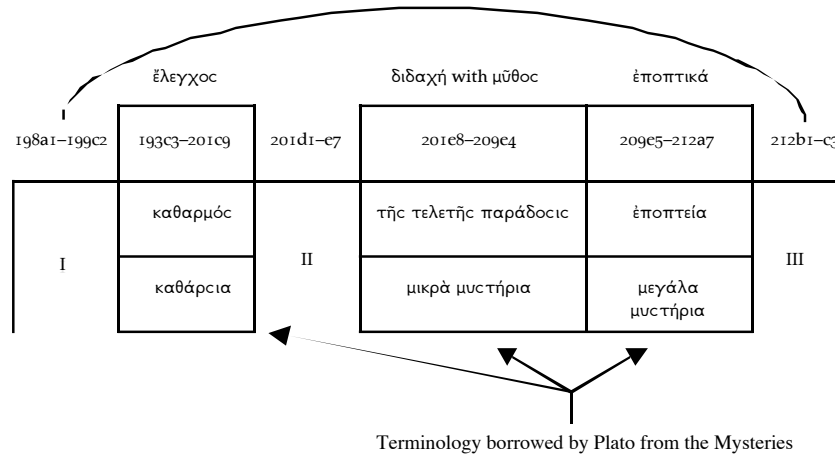 ἔλεγχοϲ διδαχή with μῦθοϲ ἐποπτικά
198a1–199c2 193c3–201c9 201d1–e7 201e8–209e4 209e5–212a7 212b1–c3
καθαρμόϲ τῆϲ τελετῆϲ παράδοϲιϲ ἐποπτεία
I II III
καθάρϲια μικρὰ μυϲτήρια μεγάλα
μυϲτήρια
Terminology borrowed by Plato from the Mysteries